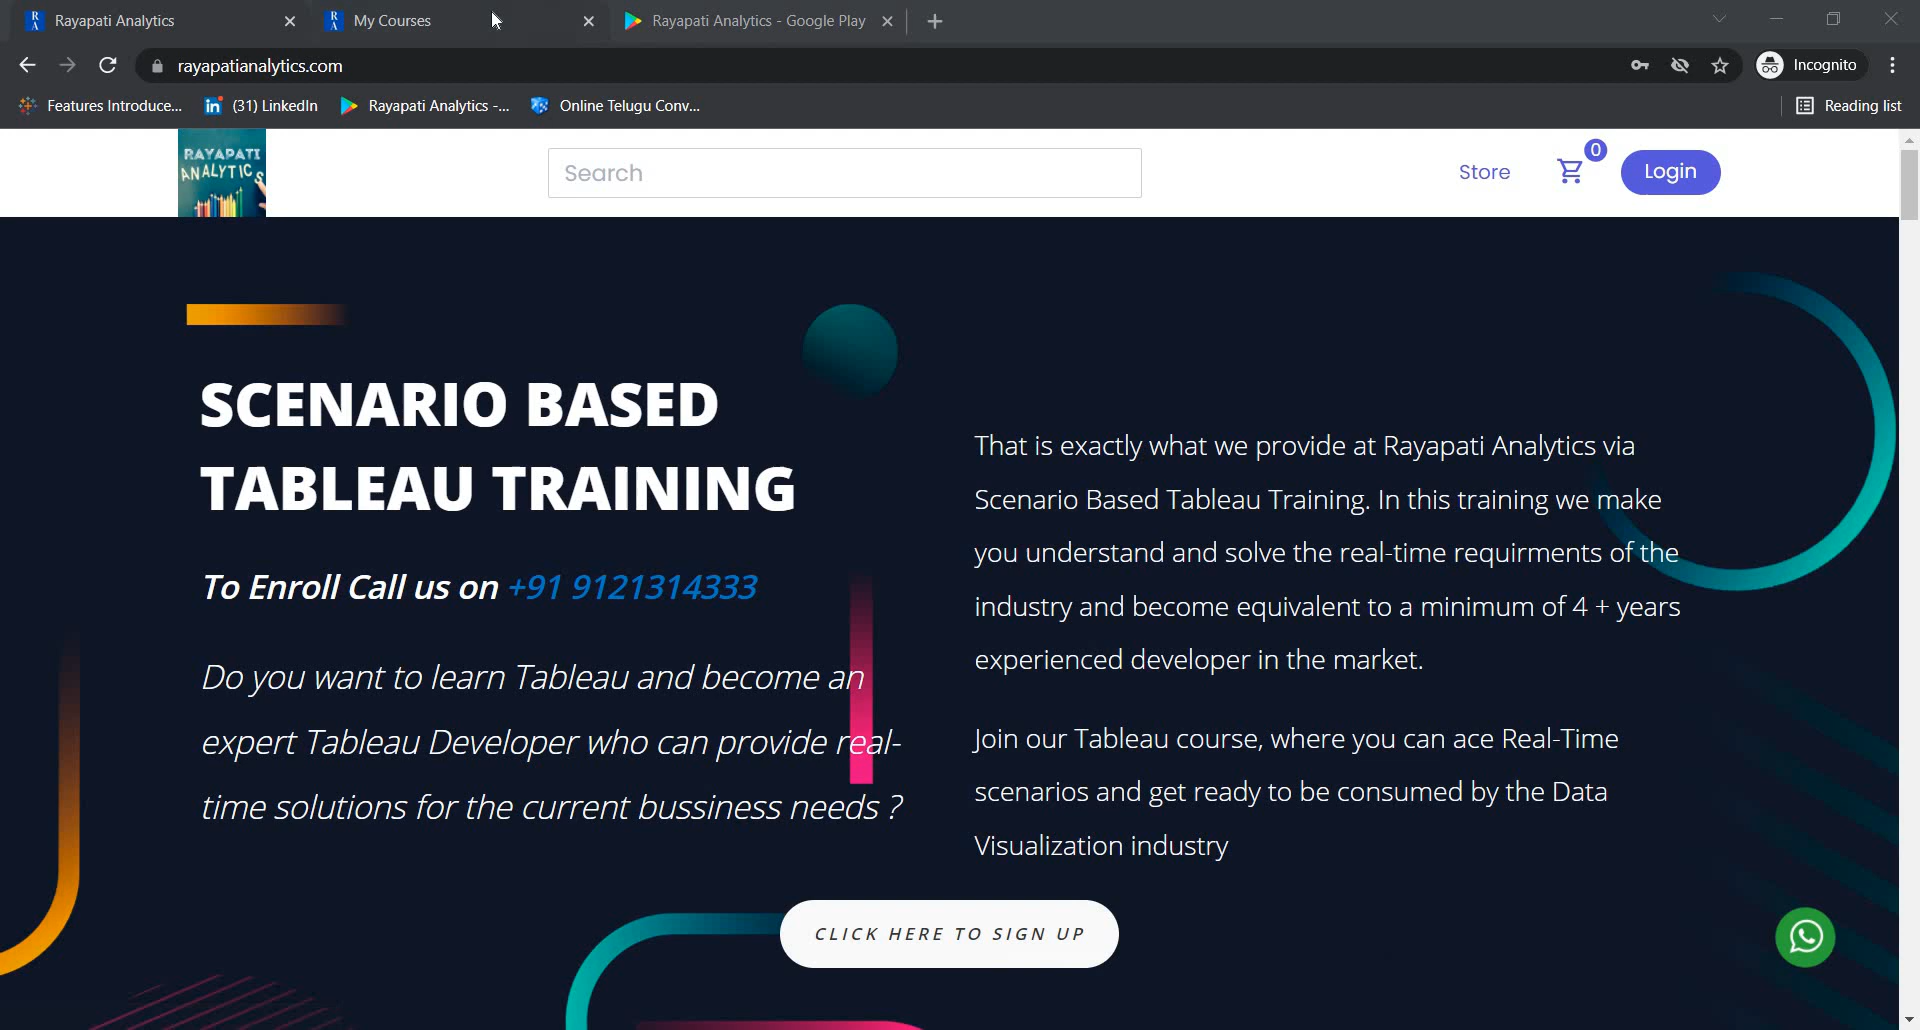 Rayapati Analytics
My Courses
Rayapati Analytics - Google Play
rayapatianalytics.com
Incognito
Features Introduce...
(31) LinkedIn
Rayapati Analytics -...
Online Telugu Conv...
Reading list
RAYAPATI
ANALYTICS
Search
Store
0
Login
SCENARIO BASED
TABLEAU TRAINING
To Enroll Call us on +91 9121314333
Do you want to learn Tableau and become an
expert Tableau Developer who can provide real-
time solutions for the current bussiness needs ?
That is exactly what we provide at Rayapati Analytics via
Scenario Based Tableau Training. In this training we make
you understand and solve the real-time requirments of the
industry and become equivalent to a minimum of 4 + years
experienced developer in the market.
Join our Tableau course, where you can ace Real-Time
scenarios and get ready to be consumed by the Data
Visualization industry
CLICK HERE TO SIGN UP